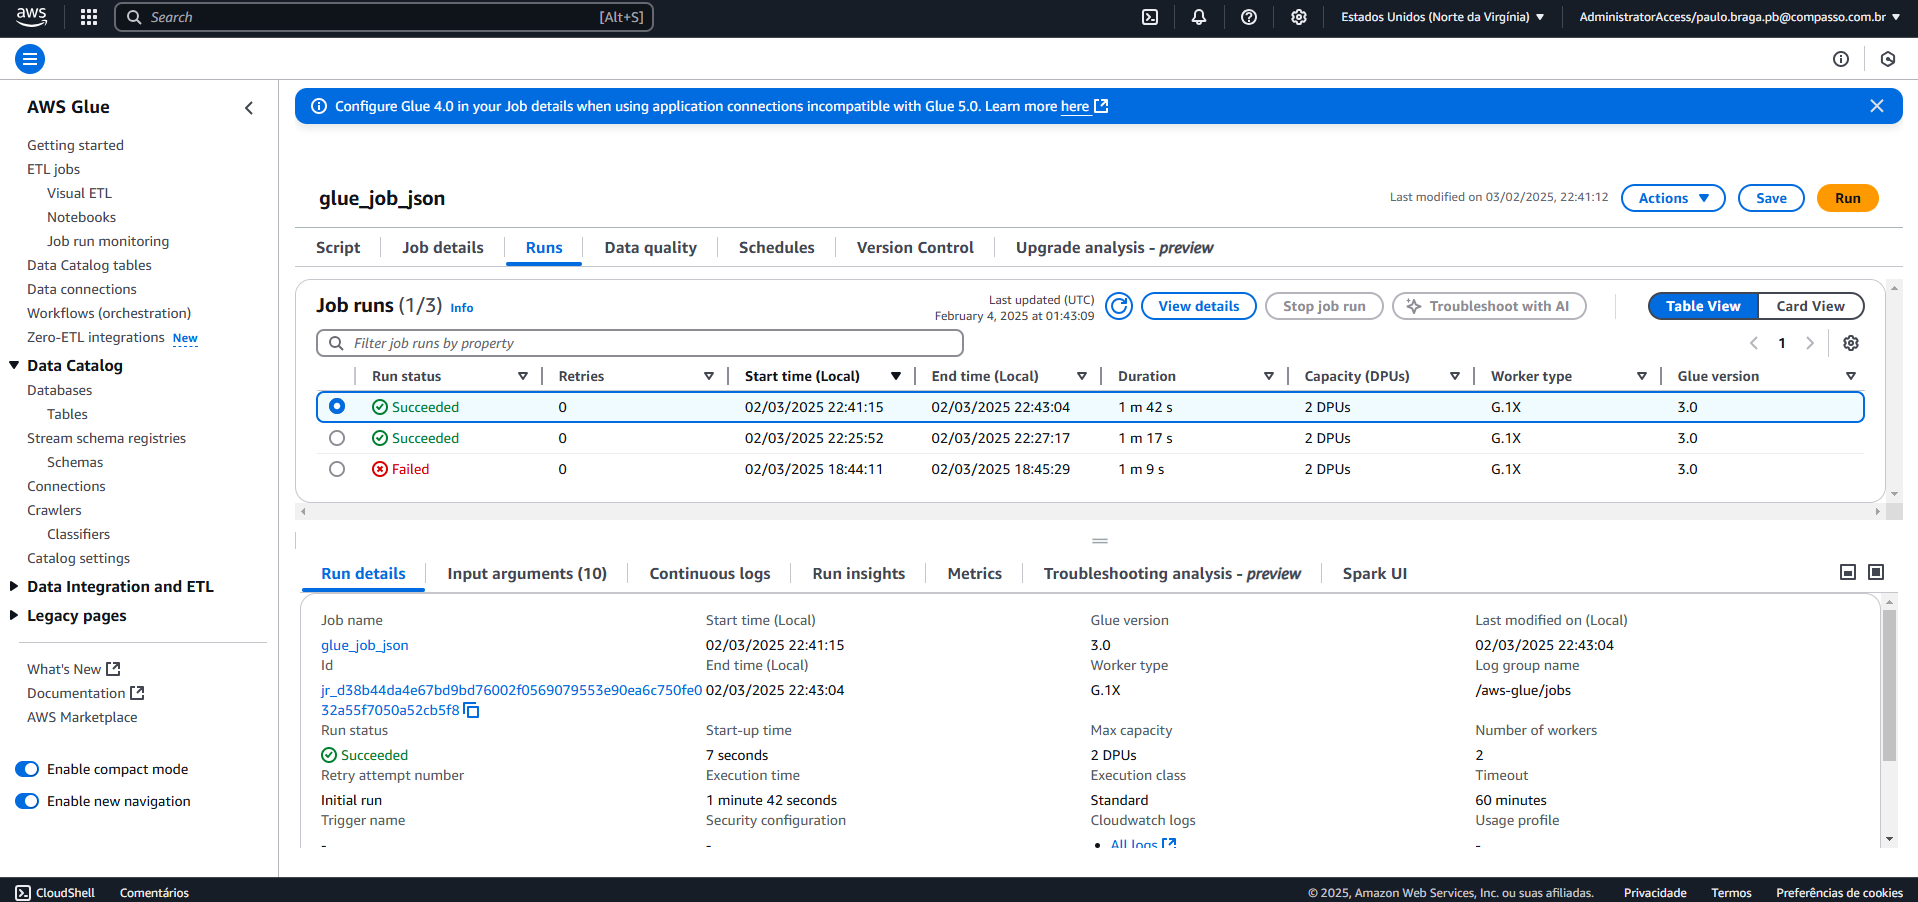 aws Search [Alt+S] Estados Unidos (Norte da Virgínia) AdministratorAccess/paulo.braga.pb@compasso.com.br
AWS Glue
Getting started
ETL jobs
Visual ETL
Notebooks
Job run monitoring
Data Catalog tables
Data connections
Workflows (orchestration)
Zero-ETL integrations New
Data Catalog
Databases
Tables
Stream schema registries
Schemas
Connections
Crawlers
Classifiers
Catalog settings
Data Integration and ETL
Legacy pages
What's New
Documentation
AWS Marketplace
Enable compact mode
Enable new navigation
Configure Glue 4.0 in your Job details when using application connections incompatible with Glue 5.0. Learn more here
glue_job_json Last modified on 03/02/2025, 22:41:12 Actions Save Run
Script Job details Runs Data quality Schedules Version Control Upgrade analysis - preview
Job runs (1/3) Info
Last updated (UTC)
February 4, 2025 at 01:43:09
View details Stop job run Troubleshoot with AI Table View Card View
Filter job runs by property 1
Run status Retries Start time (Local) End time (Local) Duration Capacity (DPUs) Worker type Glue version
Succeeded 0 02/03/2025 22:41:15 02/03/2025 22:43:04 1 m 42 s 2 DPUs G.1X 3.0
Succeeded 0 02/03/2025 22:25:52 02/03/2025 22:27:17 1 m 17 s 2 DPUs G.1X 3.0
Failed 0 02/03/2025 18:44:11 02/03/2025 18:45:29 1 m 9 s 2 DPUs G.1X 3.0
Run details Input arguments (10) Continuous logs Run insights Metrics Troubleshooting analysis - preview Spark UI
Job name Start time (Local) Glue version Last modified on (Local)
glue_job_json 02/03/2025 22:41:15 3.0 02/03/2025 22:43:04
Id End time (Local) Worker type Log group name
jr_d38b44da4e67bd9bd76002f0569079553e90ea6c750fe0 02/03/2025 22:43:04 G.1X /aws-glue/jobs
32a55f7050a52cb5f8
Run status Start-up time Max capacity Number of workers
Succeeded 7 seconds 2 DPUs 2
Retry attempt number Execution time Execution class Timeout
Initial run 1 minute 42 seconds Standard 60 minutes
Trigger name Security configuration Cloudwatch logs Usage profile
- - • All logs -
CloudShell Comentários © 2025, Amazon Web Services, Inc. ou suas afiliadas. Privacidade Termos Preferências de cookies